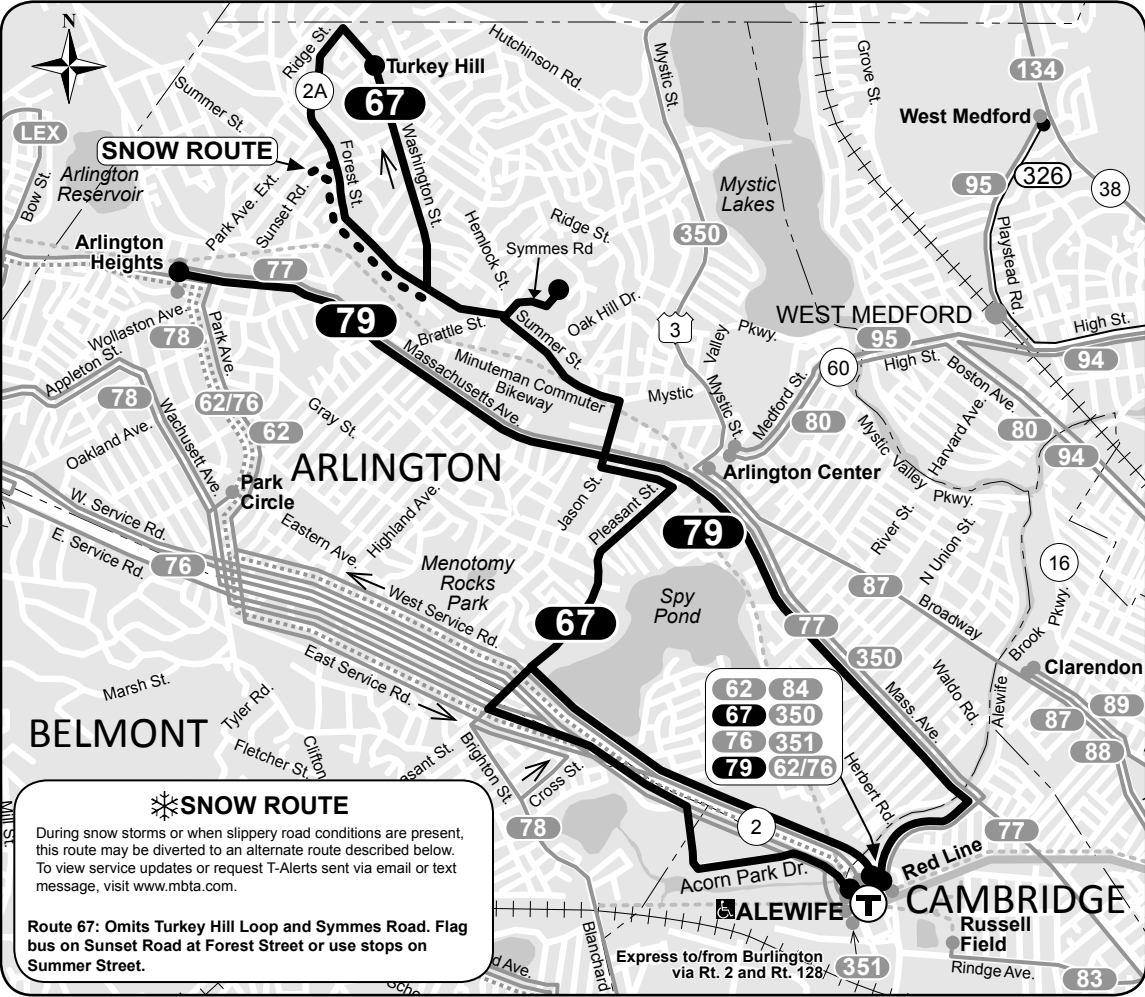 N
Ridge St.
Turkey Hill
2A
67
Hutchinson Rd.
Mystic St.
Grove St.
134
Summer St.
West Medford
LEX
SNOW ROUTE
Arlington
Reservoir
Bow St.
Park Ave. Ext.
Sunset Rd.
Forest St.
Washington St.
Mystic
Lakes
95
326
38
Hemlock St.
Ridge St.
Symmes Rd
350
Playstead Rd.
Arlington
Heights
77
79
Oak Hill Dr.
Brattle St.
Summer St.
3
WEST MEDFORD
Valley
Pkwy.
95
High St.
94
Wollaston Ave.
78
Park Ave.
Massachusetts Ave.
Minuteman Commuter
Bikeway
Mystic
Mystic St.
Medford St.
60
High St.
Boston Ave.
Appleton St.
78
Wachusett Ave.
62/76
62
Gray St.
80
Harvard Ave.
80
94
Oakland Ave.
ARLINGTON
Arlington Center
Mystic
Valley
Pkwy.
Park
Circle
Jason St.
Pleasant St.
W. Service Rd.
Eastern Ave.
Highland Ave.
79
River St.
N Union St.
E. Service Rd.
76
Menotomy
Rocks
Park
West Service Rd.
Spy
Pond
16
87
Broadway
67
77
Alewife
Brook
Pkwy.
350
Clarendon
East Service Rd.
Marsh St.
Tyler Rd.
62
84
67
350
76
351
79
62/76
Mass. Ave.
Waldo Rd.
87
89
88
BELMONT
Fletcher St.
Clifton
asant St.
Brighton St.
Cross St.
Herbert Rd.
78
2
77
Red Line
Acorn Park Dr.
ALEWIFE
T
CAMBRIDGE
Russell
Field
Rindge Ave.
83
Express to/from Burlington
via Rt. 2 and Rt. 128
351
Blanchard
d Ave.
Scho
Mill St.
SNOW ROUTE
During snow storms or when slippery road conditions are present,
this route may be diverted to an alternate route described below.
To view service updates or request T-Alerts sent via email or text
message, visit www.mbta.com.
Route 67: Omits Turkey Hill Loop and Symmes Road. Flag
bus on Sunset Road at Forest Street or use stops on
Summer Street.